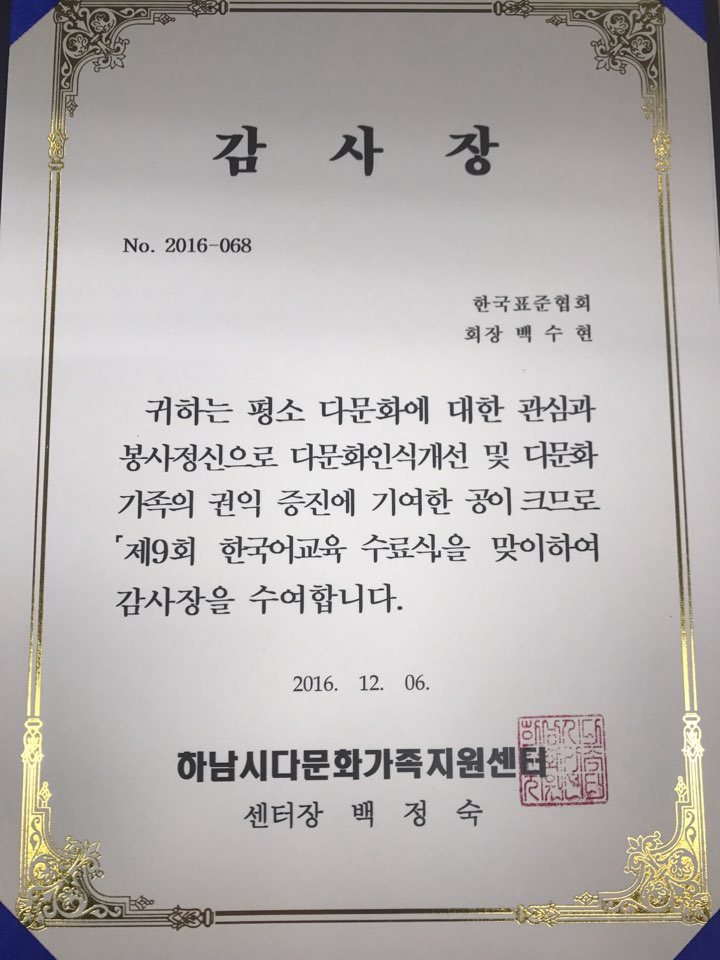 감 사 장
No. 2016-068
한국표준협회
회장 백 수 현
귀하는 평소 다문화에 대한 관심과
봉사정신으로 다문화인식개선 및 다문화
가족의 권익 증진에 기여한 공이 크므로
「제9회 한국어교육 수료식」을 맞이하여
감사장을 수여합니다.
2016. 12. 06.
하남시다문화가족지원센터
센터장 백 정 숙